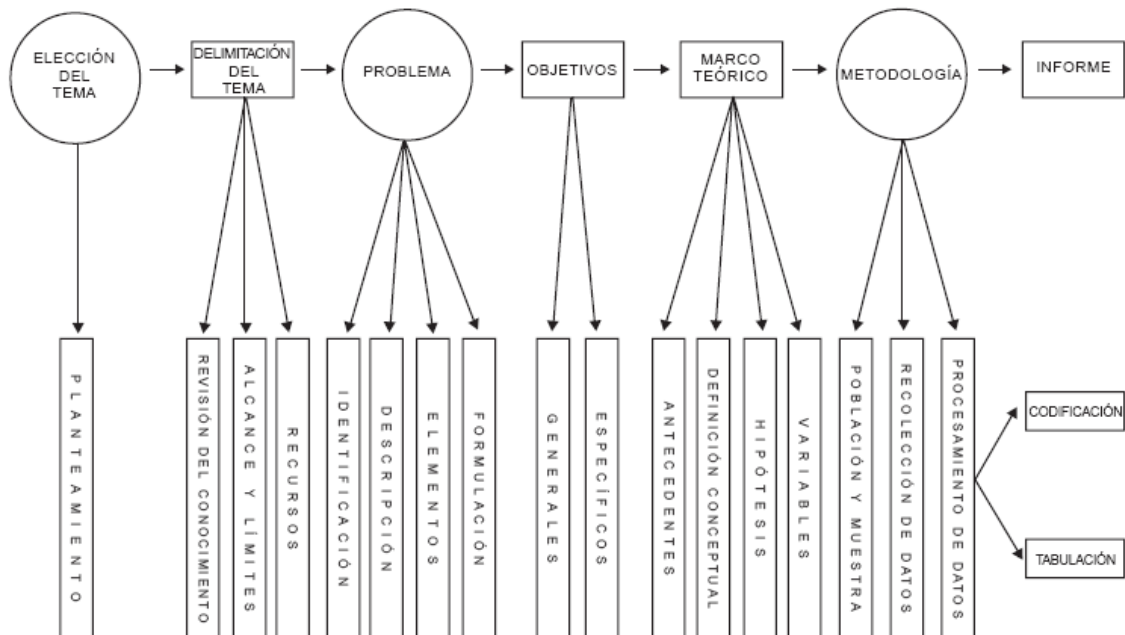 ELECCIÓN
DEL
TEMA
DELIMITACIÓN
DEL
TEMA
PROBLEMA
OBJETIVOS
MARCO
TEÓRICO
METODOLOGÍA
INFORME
PLANTEAMIENTO
REVISIÓN DEL CONOCIMIENTO
ALCANCE Y LÍMITES
RECURSOS
IDENTIFICACIÓN
DESCRIPCIÓN
ELEMENTOS
FORMULACIÓN
GENERALES
ESPECÍFICOS
ANTECEDENTES
DEFINICIÓN CONCEPTUAL
HIPÓTESIS
VARIABLES
POBLACIÓN Y MUESTRA
RECOLECCIÓN DE DATOS
PROCESAMIENTO DE DATOS
CODIFICACIÓN
TABULACIÓN